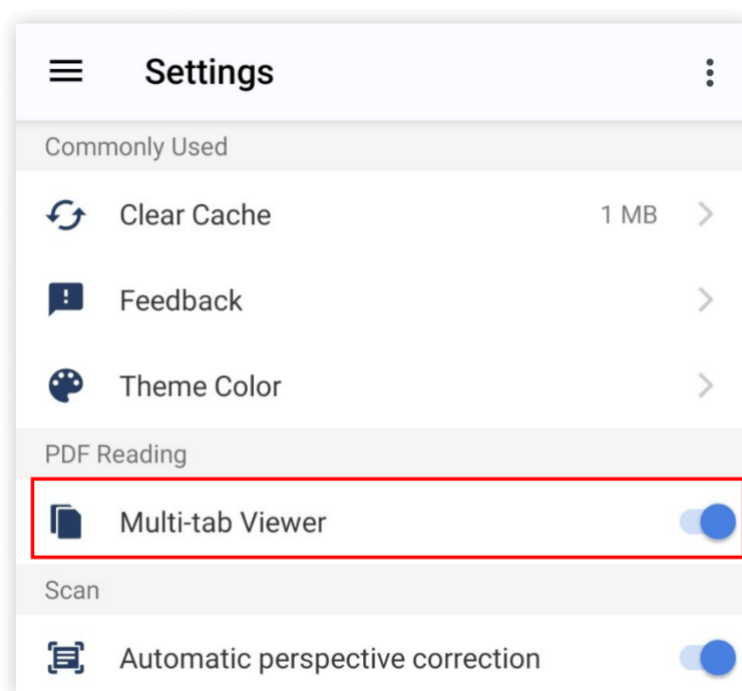 Settings
Commonly Used
Clear Cache 1 MB
Feedback
Theme Color
PDF Reading
Multi-tab Viewer
Scan
Automatic perspective correction